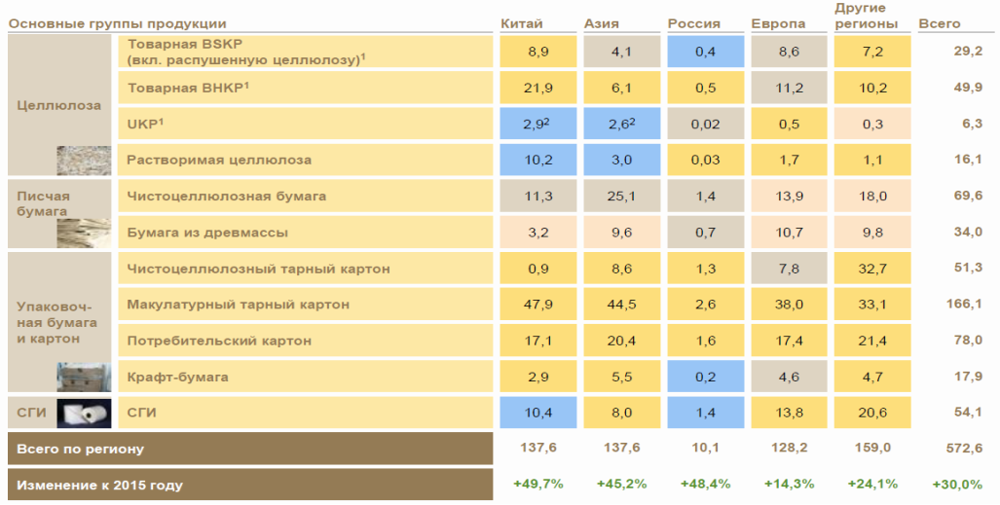 Основные группы продукции Китай Азия Россия Европа Другие регионы Всего
Целлюлоза
Товарная BSKP
(вкл. распушенную целлюлозу)¹ 8,9 4,1 0,4 8,6 7,2 29,2
Товарная BHKP¹ 21,9 6,1 0,5 11,2 10,2 49,9
UKP¹ 2,9² 2,6² 0,02 0,5 0,3 6,3
Растворимая целлюлоза 10,2 3,0 0,03 1,7 1,1 16,1
Писчая
бумага
Чистоцеллюлозная бумага 11,3 25,1 1,4 13,9 18,0 69,6
Бумага из древмассы 3,2 9,6 0,7 10,7 9,8 34,0
Упаковоч-
ная бумага
и картон
Чистоцеллюлозный тарный картон 0,9 8,6 1,3 7,8 32,7 51,3
Макулатурный тарный картон 47,9 44,5 2,6 38,0 33,1 166,1
Потребительский картон 17,1 20,4 1,6 17,4 21,4 78,0
Крафт-бумага 2,9 5,5 0,2 4,6 4,7 17,9
СГИ СГИ 10,4 8,0 1,4 13,8 20,6 54,1
Всего по региону 137,6 137,6 10,1 128,2 159,0 572,6
Изменение к 2015 году +49,7% +45,2% +48,4% +14,3% +24,1% +30,0%